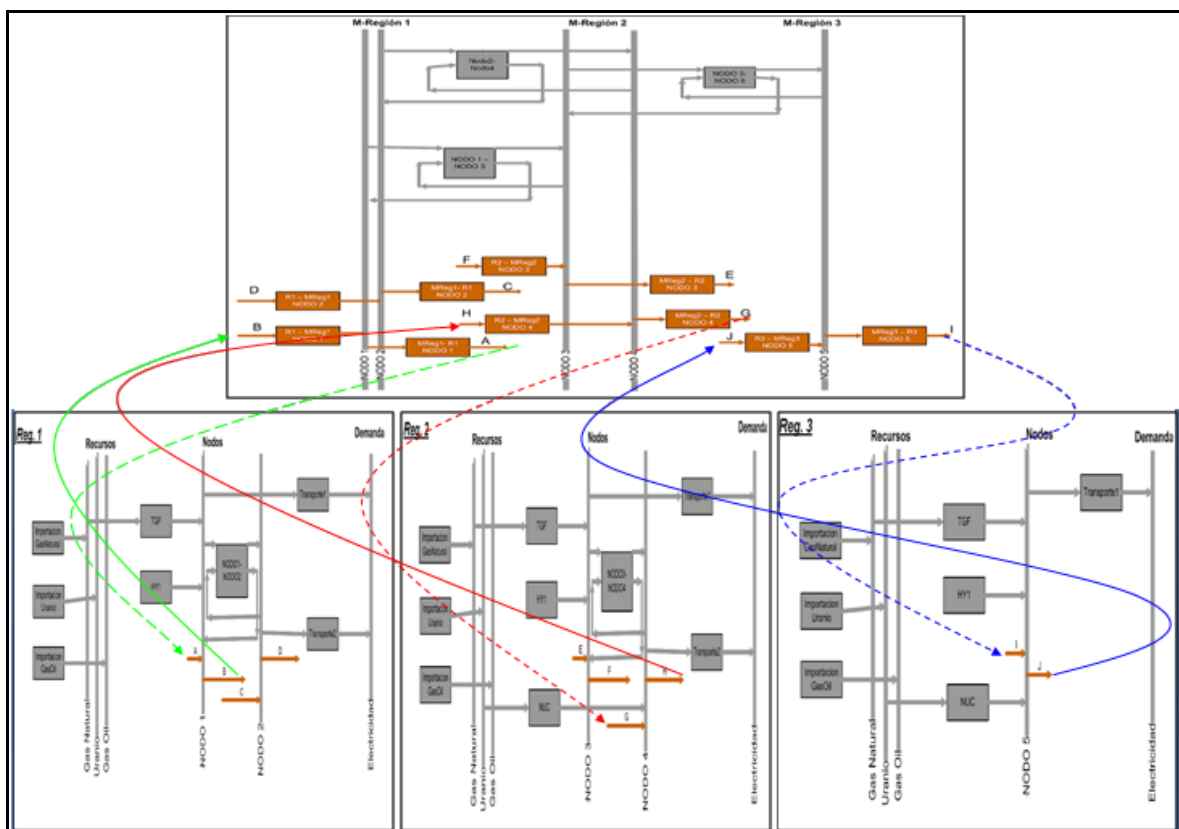 M-Región 1
M-Región 2
M-Región 3
Nodo2-
Nodo4
NODO 3-
NODO 5
NODO 1 –
NODO 3
F
R2 – MReg2
NODO 3
D
R1 – MReg1
NODO 2
MReg1- R1
NODO 2
C
MReg2 – R2
NODO 3
E
B
R1 – MReg1
H
R2 – MReg2
NODO 4
MReg2 – R2
NODO 4
G
MReg1- R1
NODO 1
A
J
R3 – MReg3
NODO 5
MReg3 – R3
NODO 5
I
NODO 1
NODO 2
NODO 3
NODO 5
Reg. 1
Recursos
Nodos
Demanda
Transporte1
Importacion
GasNatural
TGF
NODO1-
NODO2
Importacion
Uranio
HY1
Transporte2
Importacion
GasOil
A
D
B
C
Gas Natural
Uranio
Gas Oil
NODO 1
NODO 2
Electricidad
Reg. 2
Recursos
Nodos
Demanda
Importacion
GasNatural
TGF
NODO3-
NODO4
Importacion
Uranio
HY1
Transporte2
Importacion
GasOil
E
F
NUC
G
Gas Natural
Uranio
Gas Oil
NODO 3
NODO 4
Electricidad
Reg. 3
Recursos
Nodos
Demanda
Transporte1
Importacion
GasNatural
TGF
Importacion
Uranio
HY1
Importacion
GasOil
I
J
NUC
Gas Natural
Uranio
Gas Oil
NODO 5
Electricidad